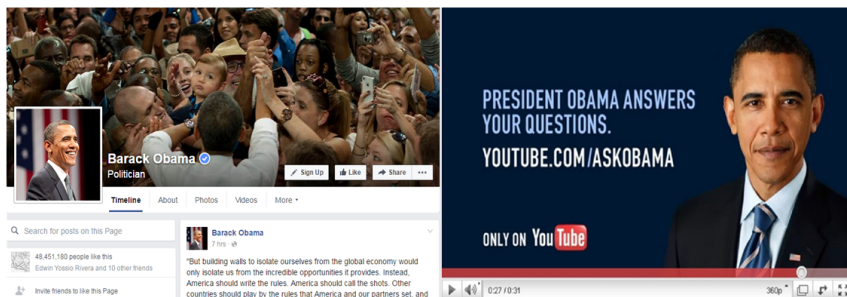 Barack Obama
Politician
Sign Up
Like
Share
Timeline
About
Photos
Videos
More
Search for posts on this Page
48,451,180 people like this
Edwin Yossio Rivera and 10 other friends
Invite friends to like this Page
Barack Obama
7 hrs
"But building walls to isolate ourselves from the global economy would
only isolate us from the incredible opportunities it provides. Instead,
America should write the rules. America should call the shots. Other
countries should play by the rules that America and our partners set, and
PRESIDENT OBAMA ANSWERS
YOUR QUESTIONS.
YOUTUBE.COM/ASKOBAMA
ONLY ON YouTube
0:27 / 0:31
360p